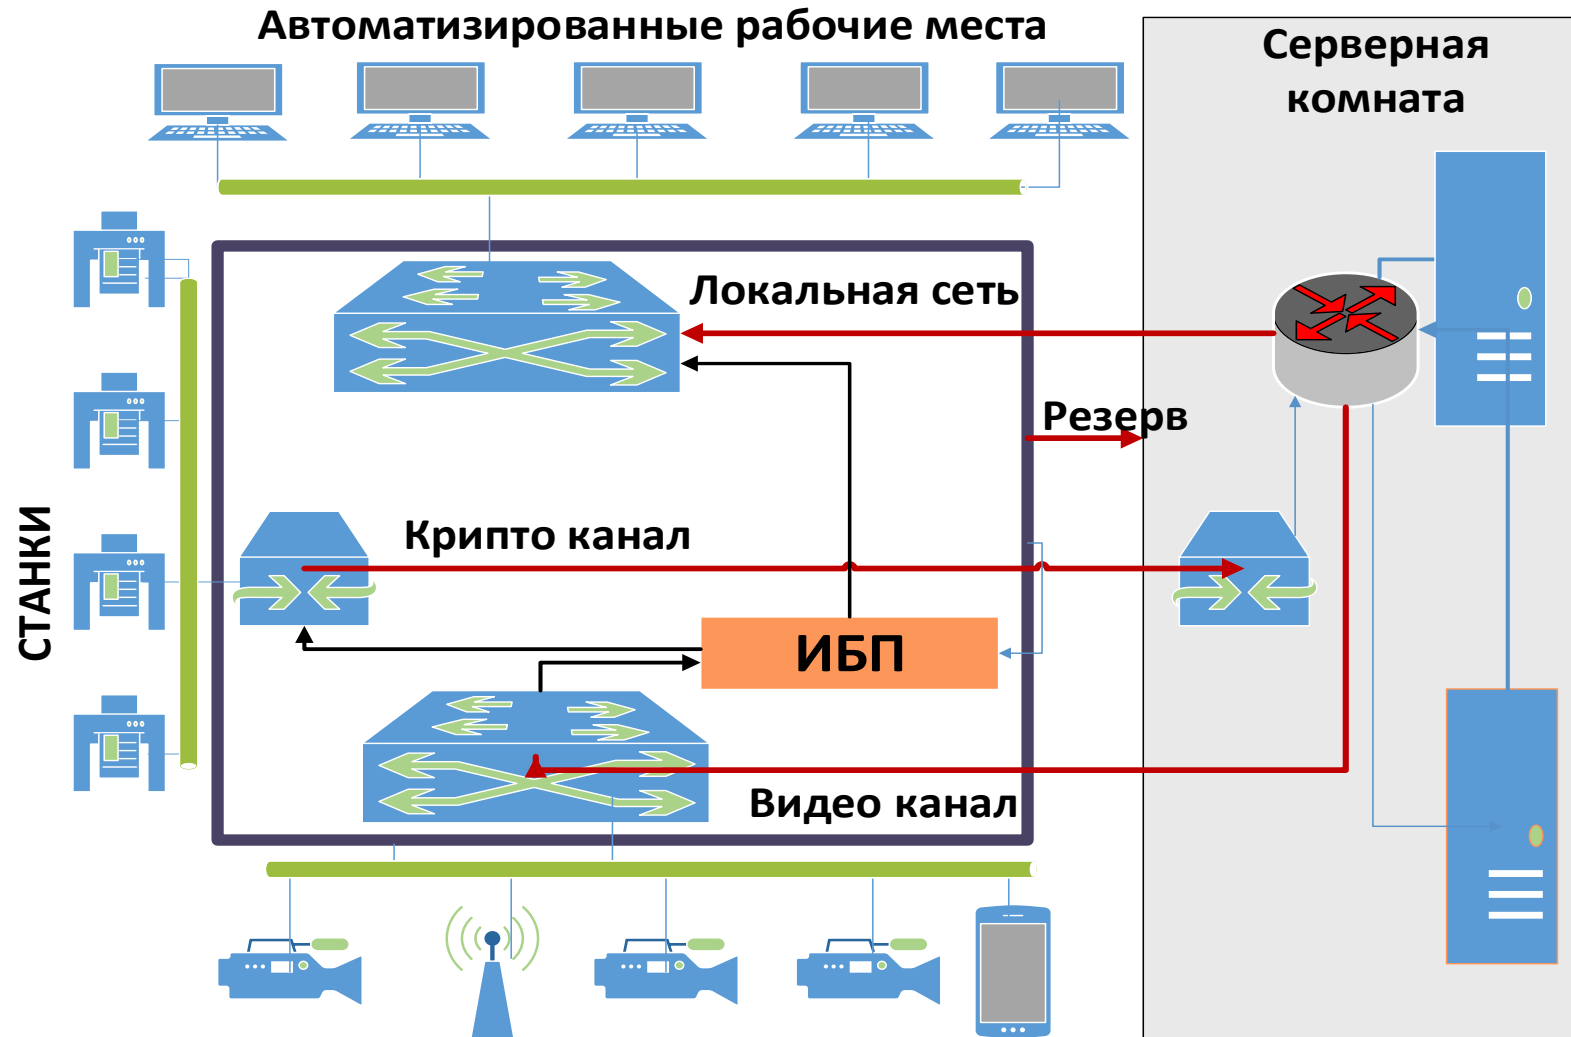 Автоматизированные рабочие места
Серверная
комната
Локальная сеть
Резерв
СТАНКИ
Крипто канал
ИБП
Видео канал